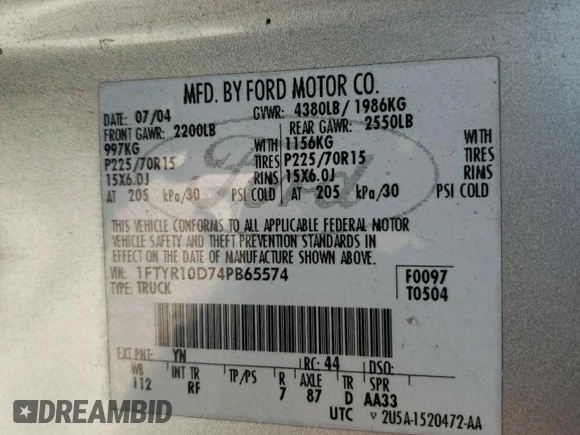 MFD. BY FORD MOTOR CO.
DATE: 07/04 GVWR: 4380LB/ 1986KG
FRONT GAWR: 2200LB REAR GAWR: 2550LB
997KG WITH 1156KG WITH
P225/70R15 TIRES P225/70R15 TIRES
15X6.0J RIMS 15X6.0J RIMS
AT 205 kPa/30 PSI COLD AT 205 kPa/30 PSI COLD
Ford
THIS VEHICLE CONFORMS TO ALL APPLICABLE FEDERAL MOTOR
VEHICLE SAFETY AND THEFT PREVENTION STANDARDS IN
EFFECT ON THE DATE OF MANUFACTURE SHOWN ABOVE.
VIN: 1FTYR10D74PB65574 F0097
TYPE: TRUCK T0504
EXT PNT: YN RC: 44 DSO:
WB INT TR TP/PS R AXLE TR SPR
112 RF 7 87 D AA33
UTC ▽ 2U5A-1520472-AA
DREAMBID